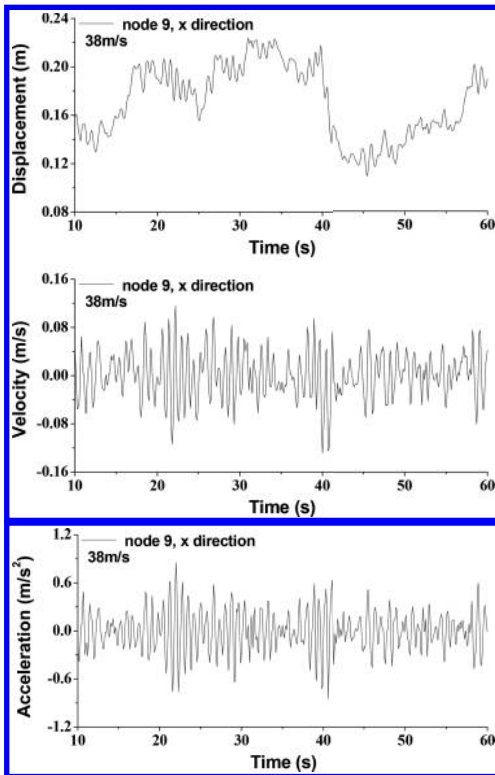 node 9, x direction
38m/s
Displacement (m)
0.24
0.20
0.16
0.12
0.08
10 20 30 40 50 60
Time (s)
node 9, x direction
38m/s
Velocity (m/s)
0.16
0.08
0.00
-0.08
-0.16
10 20 30 40 50 60
Time (s)
node 9, x direction
38m/s
Acceleration (m/s²)
1.2
0.6
0.0
-0.6
-1.2
10 20 30 40 50 60
Time (s)